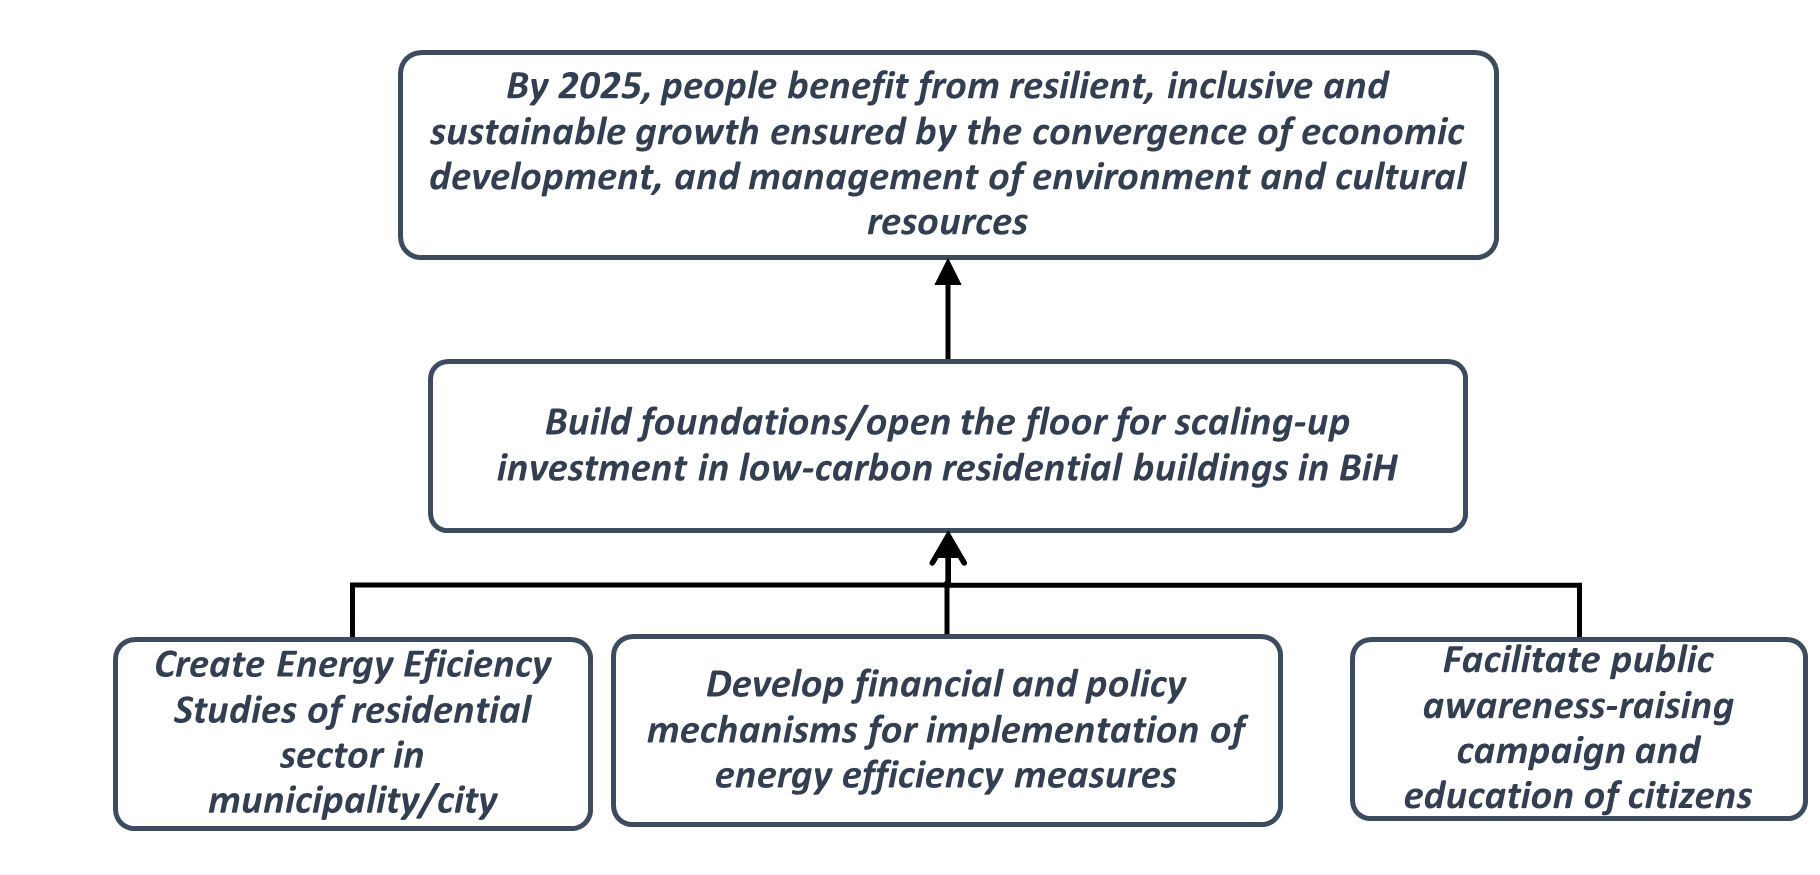 By 2025, people benefit from resilient, inclusive and
sustainable growth ensured by the convergence of economic
development, and management of environment and cultural
resources
Build foundations/open the floor for scaling-up
investment in low-carbon residential buildings in BiH
Create Energy Eficiency
Studies of residential
sector in
municipality/city
Develop financial and policy
mechanisms for implementation of
energy efficiency measures
Facilitate public
awareness-raising
campaign and
education of citizens